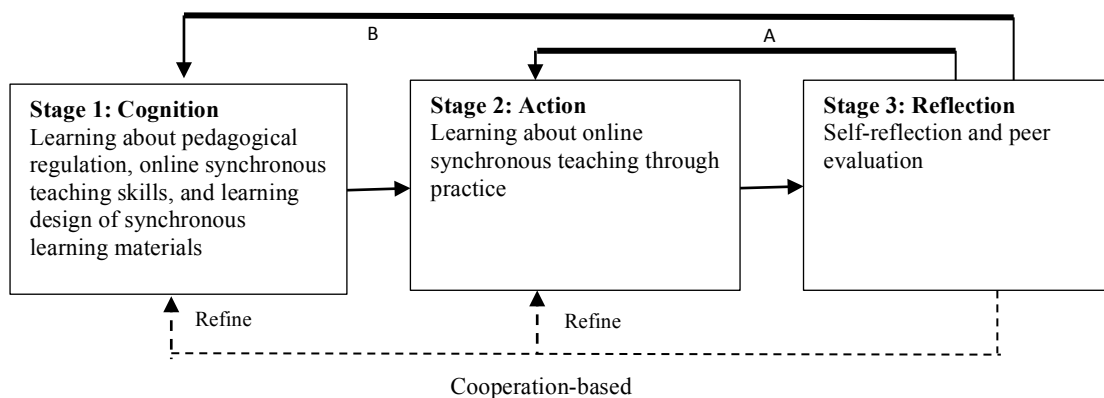 B
A
Stage 1: Cognition
Learning about pedagogical
regulation, online synchronous
teaching skills, and learning
design of synchronous
learning materials
Stage 2: Action
Learning about online
synchronous teaching through
practice
Stage 3: Reflection
Self-reflection and peer
evaluation
Refine
Refine
Cooperation-based